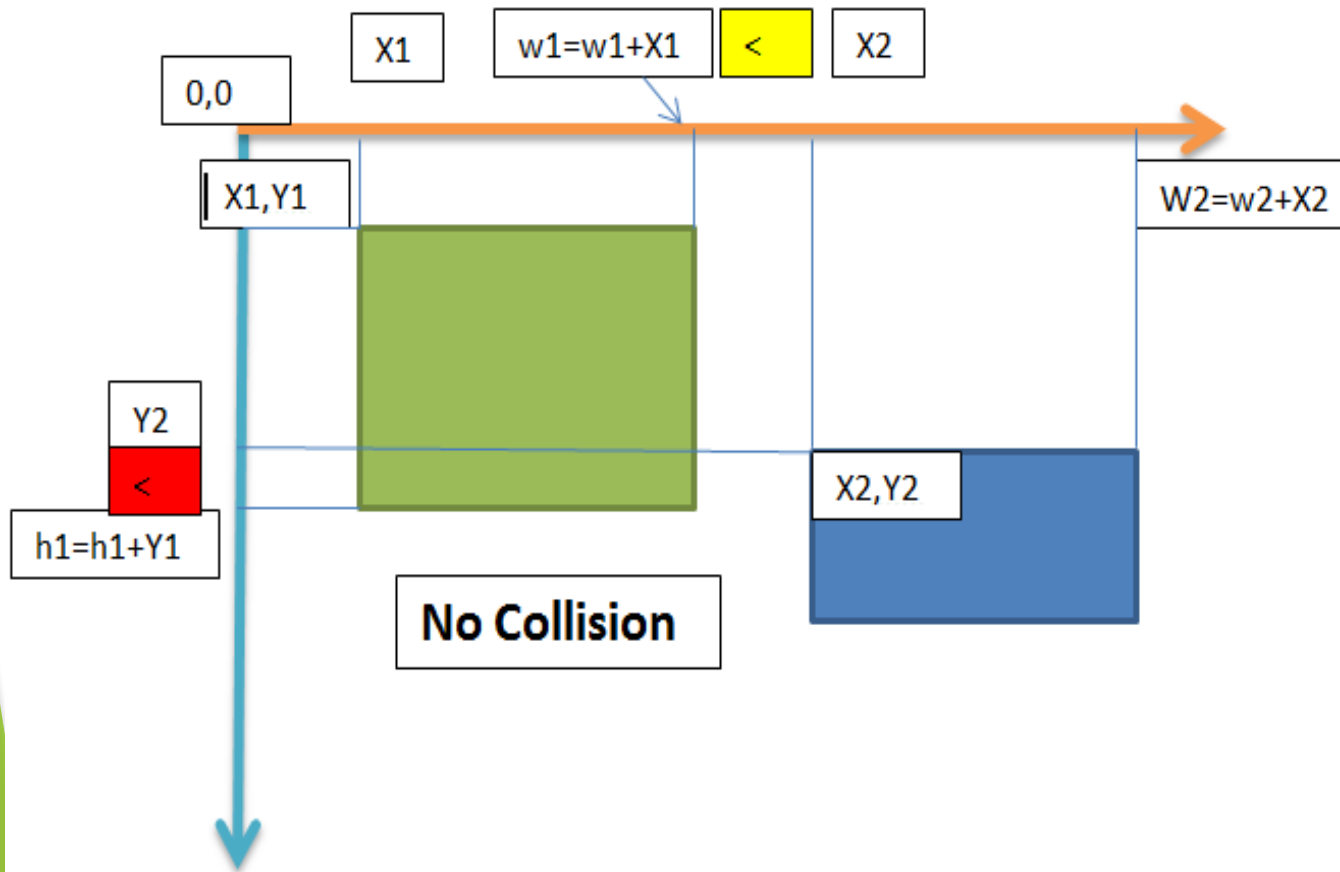 X1
w1=w1+X1
<
X2
0,0
X1,Y1
W2=w2+X2
Y2
<
X2,Y2
h1=h1+Y1
No Collision